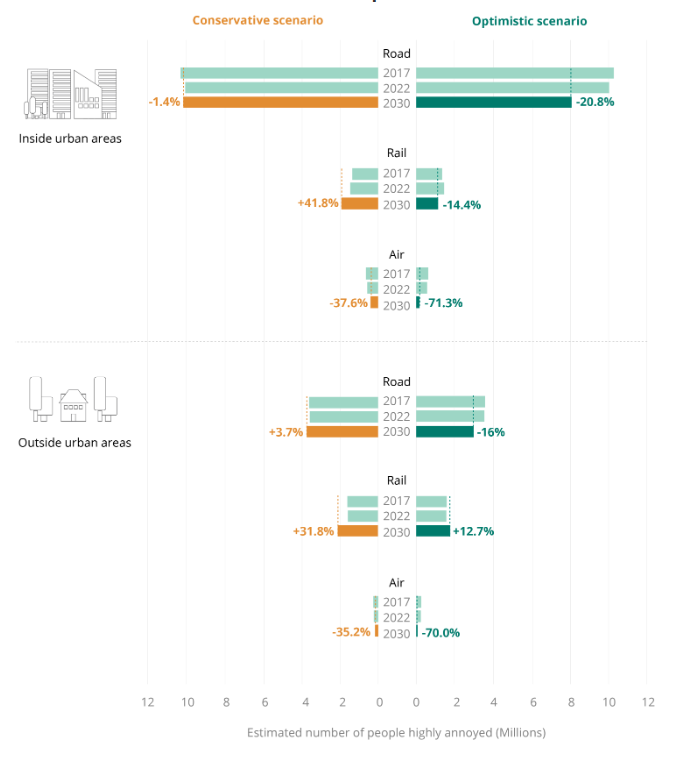 Conservative scenario Optimistic scenario
Road
2017
2022
-1.4% 2030 -20.8%
Inside urban areas
Rail
2017
2022
+41.8% 2030 -14.4%
Air
2017
2022
-37.6% 2030 -71.3%
Road
2017
2022
+3.7% 2030 -16%
Outside urban areas
Rail
2017
2022
+31.8% 2030 +12.7%
Air
2017
2022
-35.2% 2030 -70.0%
12 10 8 6 4 2 0 0 2 4 6 8 10 12
Estimated number of people highly annoyed (Millions)